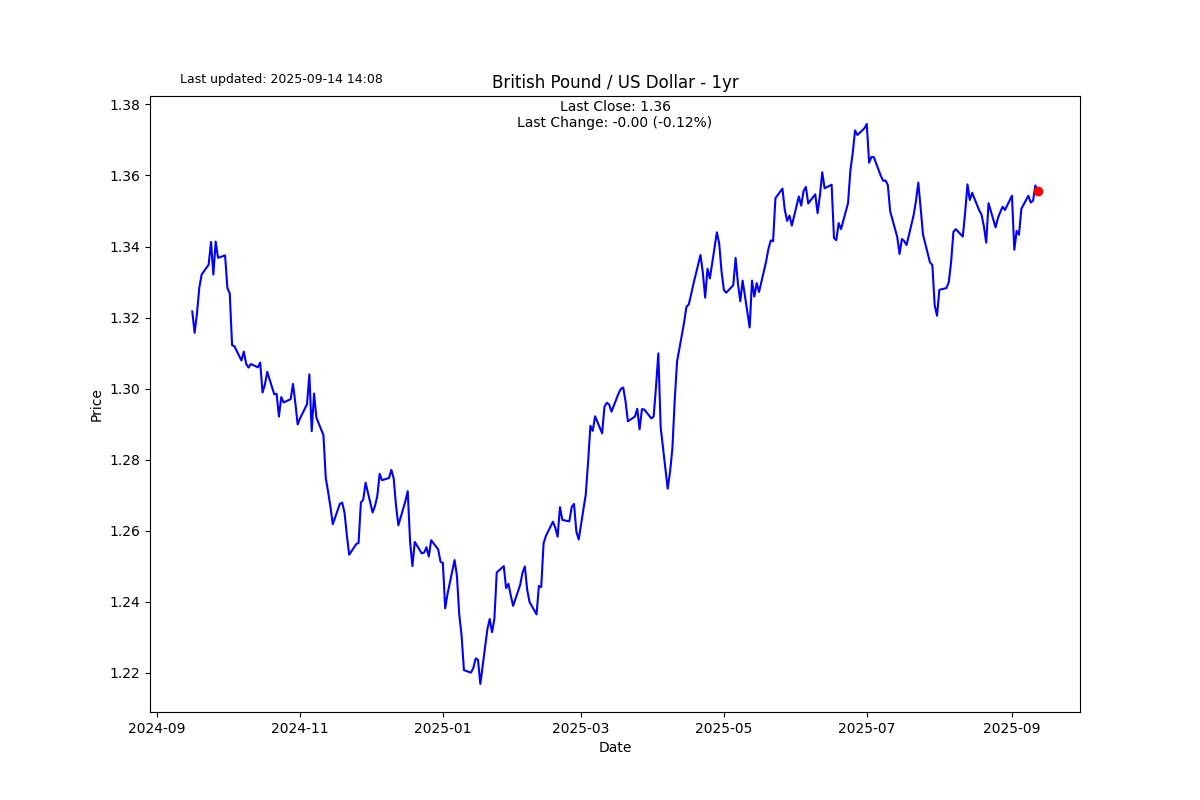 Last updated: 2025-09-14 14:08
British Pound / US Dollar - 1yr
Last Close: 1.36
Last Change: -0.00 (-0.12%)
1.38
1.36
1.34
1.32
1.30
1.28
1.26
1.24
1.22
Price
2024-09 2024-11 2025-01 2025-03 2025-05 2025-07 2025-09
Date